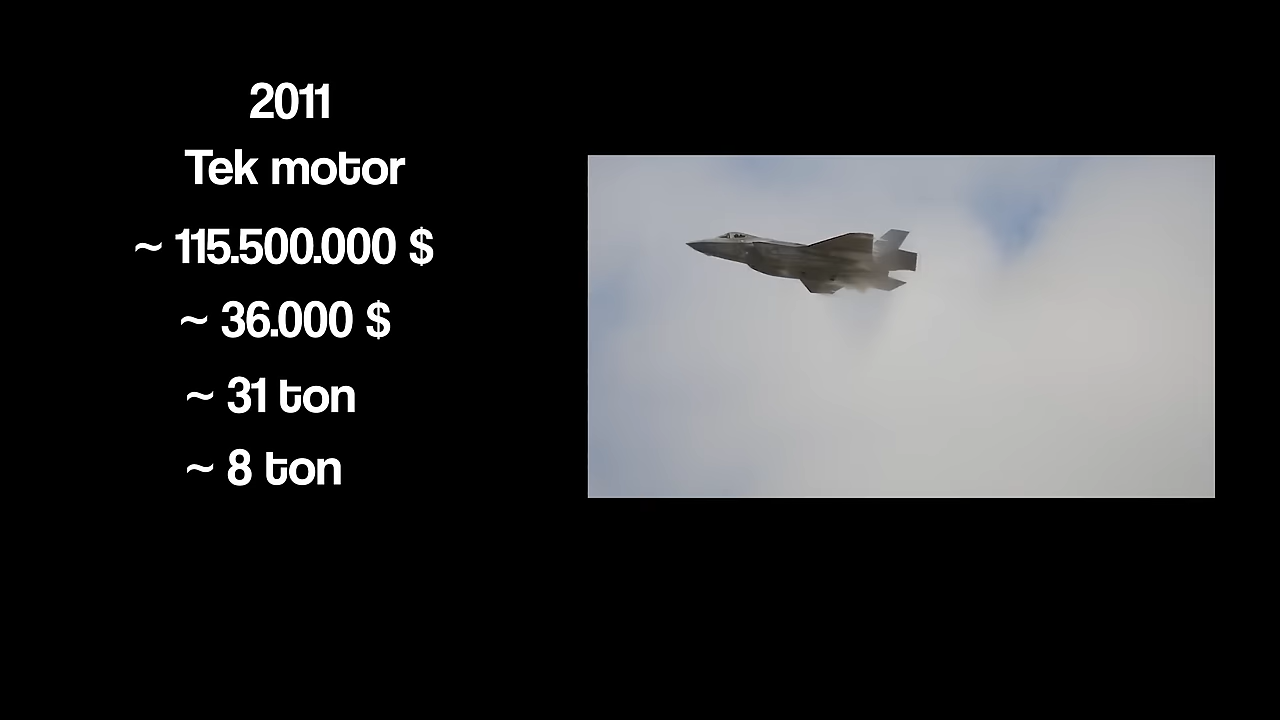 2011
Tek motor
~ 115.500.000 $
~ 36.000 $
~ 31 ton
~ 8 ton